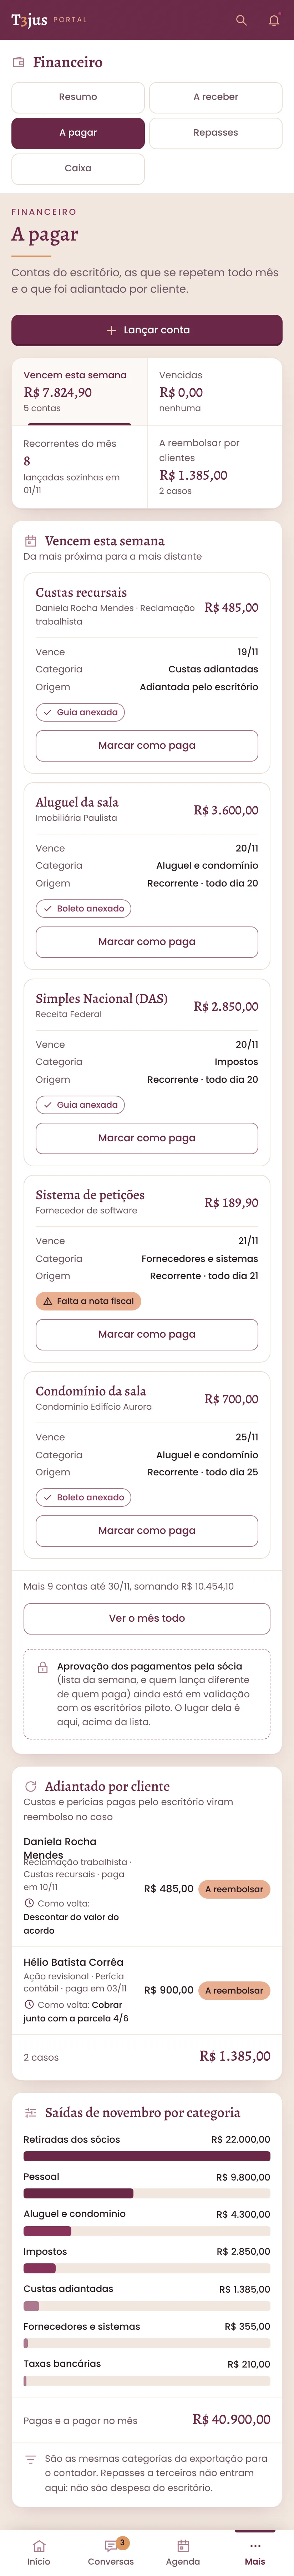 T3jus PORTAL
Financeiro
Resumo
A receber
A pagar
Repasses
Caixa
FINANCEIRO
A pagar
Contas do escritório, as que se repetem todo mês
e o que foi adiantado por cliente.
Lançar conta
Vencem esta semana
R$ 7.824,90
5 contas
Vencidas
R$ 0,00
nenhuma
Recorrentes do mês
8
lançadas sozinhas em
01/11
A reembolsar por
clientes
R$ 1.385,00
2 casos
Vencem esta semana
Da mais próxima para a mais distante
Custas recursais
Daniela Rocha Mendes · Reclamação
trabalhista
R$ 485,00
Vence 19/11
Categoria Custas adiantadas
Origem Adiantada pelo escritório
Guia anexada
Marcar como paga
Aluguel da sala
Imobiliária Paulista
R$ 3.600,00
Vence 20/11
Categoria Aluguel e condomínio
Origem Recorrente · todo dia 20
Boleto anexado
Marcar como paga
Simples Nacional (DAS)
Receita Federal
R$ 2.850,00
Vence 20/11
Categoria Impostos
Origem Recorrente · todo dia 20
Guia anexada
Marcar como paga
Sistema de petições
Fornecedor de software
R$ 189,90
Vence 21/11
Categoria Fornecedores e sistemas
Origem Recorrente · todo dia 21
Falta a nota fiscal
Marcar como paga
Condomínio da sala
Condomínio Edifício Aurora
R$ 700,00
Vence 25/11
Categoria Aluguel e condomínio
Origem Recorrente · todo dia 25
Boleto anexado
Marcar como paga
Mais 9 contas até 30/11, somando R$ 10.454,10
Ver o mês todo
Aprovação dos pagamentos pela sócia
(lista da semana, e quem lança diferente
de quem paga) ainda está em validação
com os escritórios piloto. O lugar dela é
aqui, acima da lista.
Adiantado por cliente
Custas e perícias pagas pelo escritório viram
reembolso no caso
Daniela Rocha
Mendes
Reclamação trabalhista ·
Custas recursais · paga
em 10/11
Como volta:
Descontar do valor do
acordo
R$ 485,00 A reembolsar
Hélio Batista Corrêa
Ação revisional · Perícia
contábil · paga em 03/11
Como volta: Cobrar
junto com a parcela 4/6
R$ 900,00 A reembolsar
2 casos R$ 1.385,00
Saídas de novembro por categoria
Retiradas dos sócios R$ 22.000,00
Pessoal R$ 9.800,00
Aluguel e condomínio R$ 4.300,00
Impostos R$ 2.850,00
Custas adiantadas R$ 1.385,00
Fornecedores e sistemas R$ 355,00
Taxas bancárias R$ 210,00
Pagas e a pagar no mês R$ 40.900,00
São as mesmas categorias da exportação para
o contador. Repasses a terceiros não entram
aqui: não são despesa do escritório.
3
Início
Conversas
Agenda
Mais